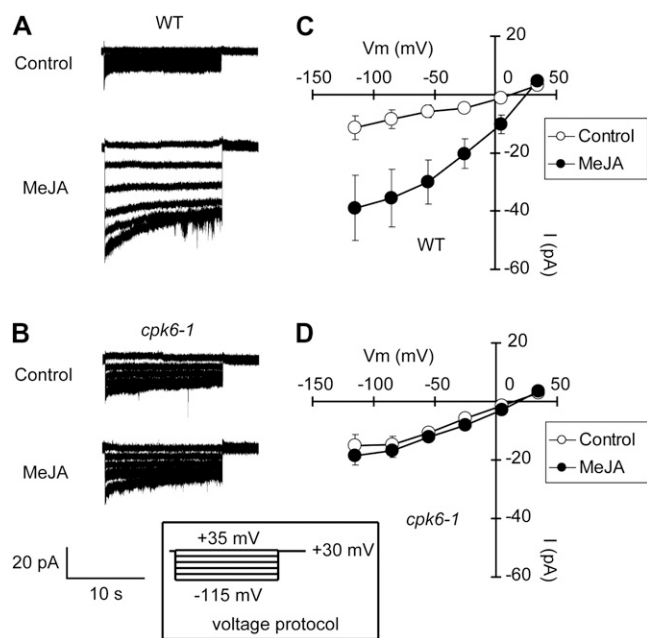 A
WT
Control
MeJA
C
Vm (mV)
-150
-100
-50
0
50
20
-20
-40
-60
I (pA)
WT
Control
MeJA
B
cpk6-1
Control
MeJA
D
Vm (mV)
-150
-100
-50
0
50
20
-20
-40
-60
I (pA)
cpk6-1
Control
MeJA
20 pA
10 s
+35 mV
+30 mV
-115 mV
voltage protocol